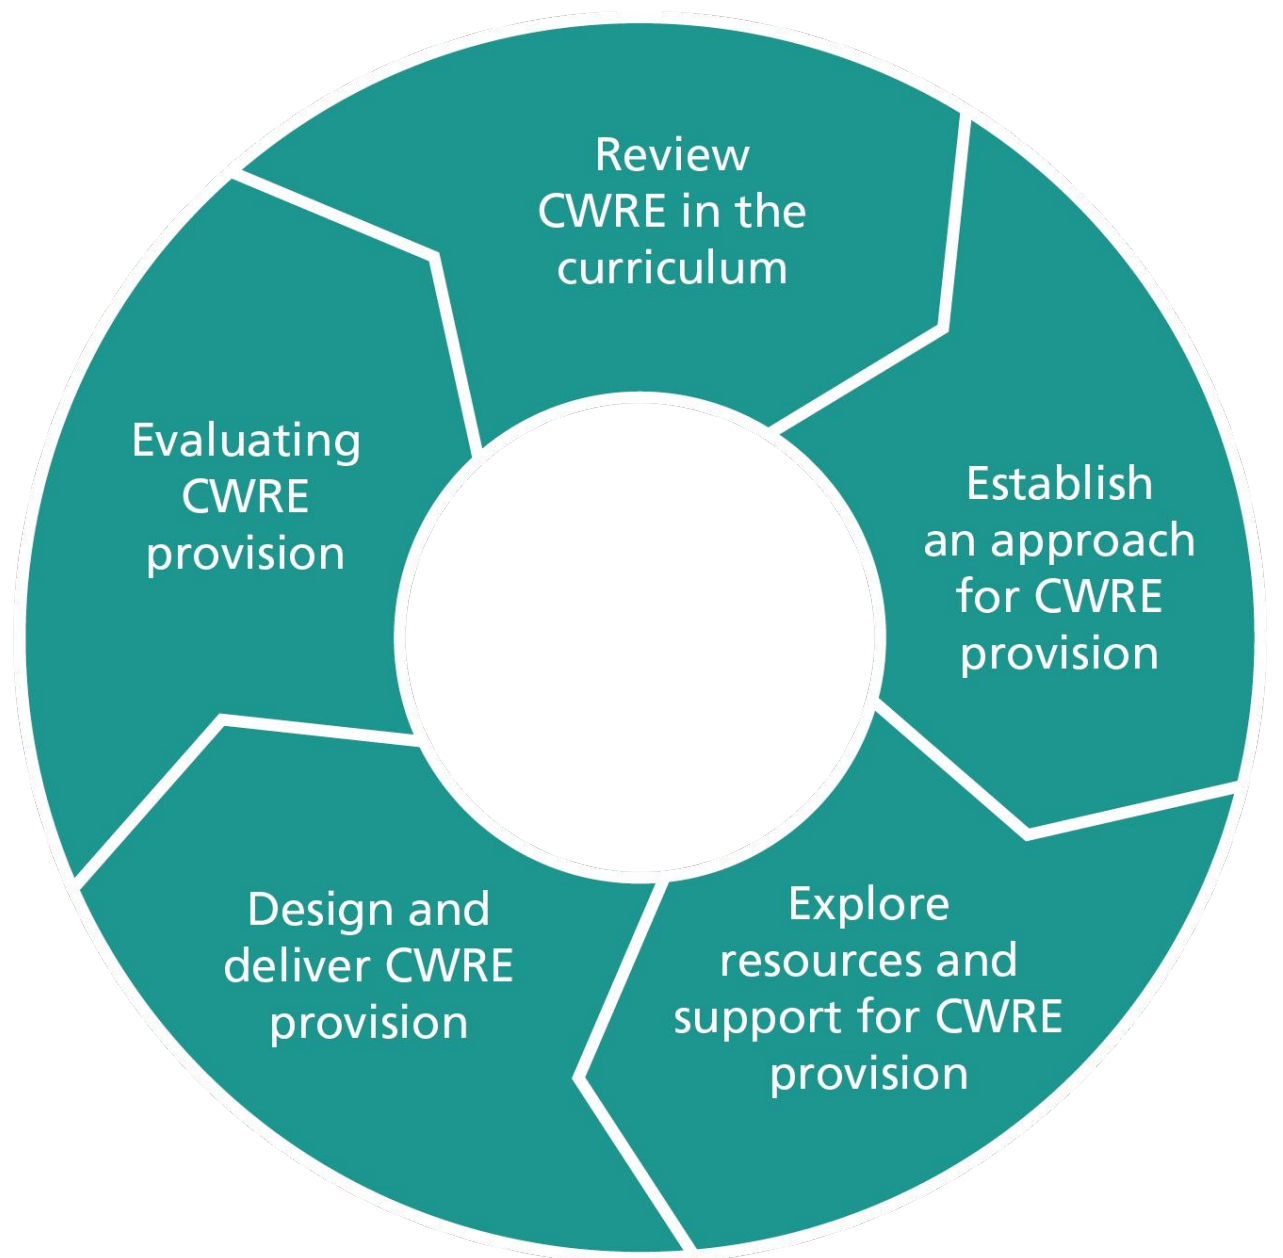 Review
CWRE in the
curriculum
Establish
an approach
for CWRE
provision
Explore
resources and
support for CWRE
provision
Design and
deliver CWRE
provision
Evaluating
CWRE
provision